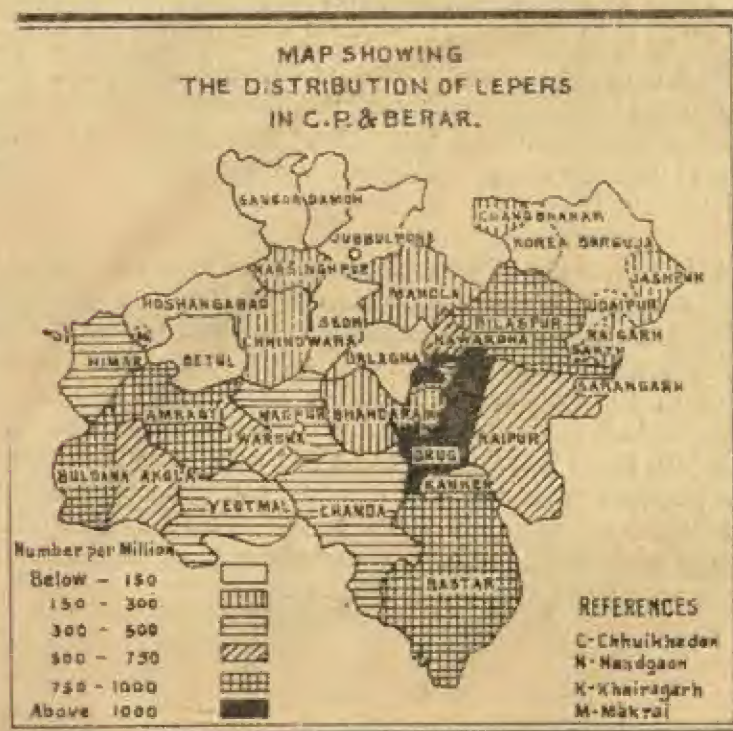 MAP SHOWING
THE DISTRIBUTION OF LEPERS
IN C.P. & BERAR.
SAUGOR DAMOH
JUBBULPORE
CHANGBHAKAR
KOREA SARGUJA
JASHPUR
NARSINGHPUR
MANDLA
HOSHANGABAD
SEONI
BILASPUR
UDAIPUR
RAIGARH
CHHINDWARA
KAWARDHA
NIMAR
BETUL
BALAGHAT
SARANGARH
AMRAOTI
NAGPUR
BHANDARA
WARDHA
RAIPUR
DRUG
BULDANA
AKOLA
KANKER
YEOTMAL
CHANDA
BASTAR
Number per Million
Below - 150
150 - 300
300 - 500
500 - 750
750 - 1000
Above 1000
REFERENCES
C-Chhuikhadan
N-Nandgaon
K-Khairagarh
M-Makrai